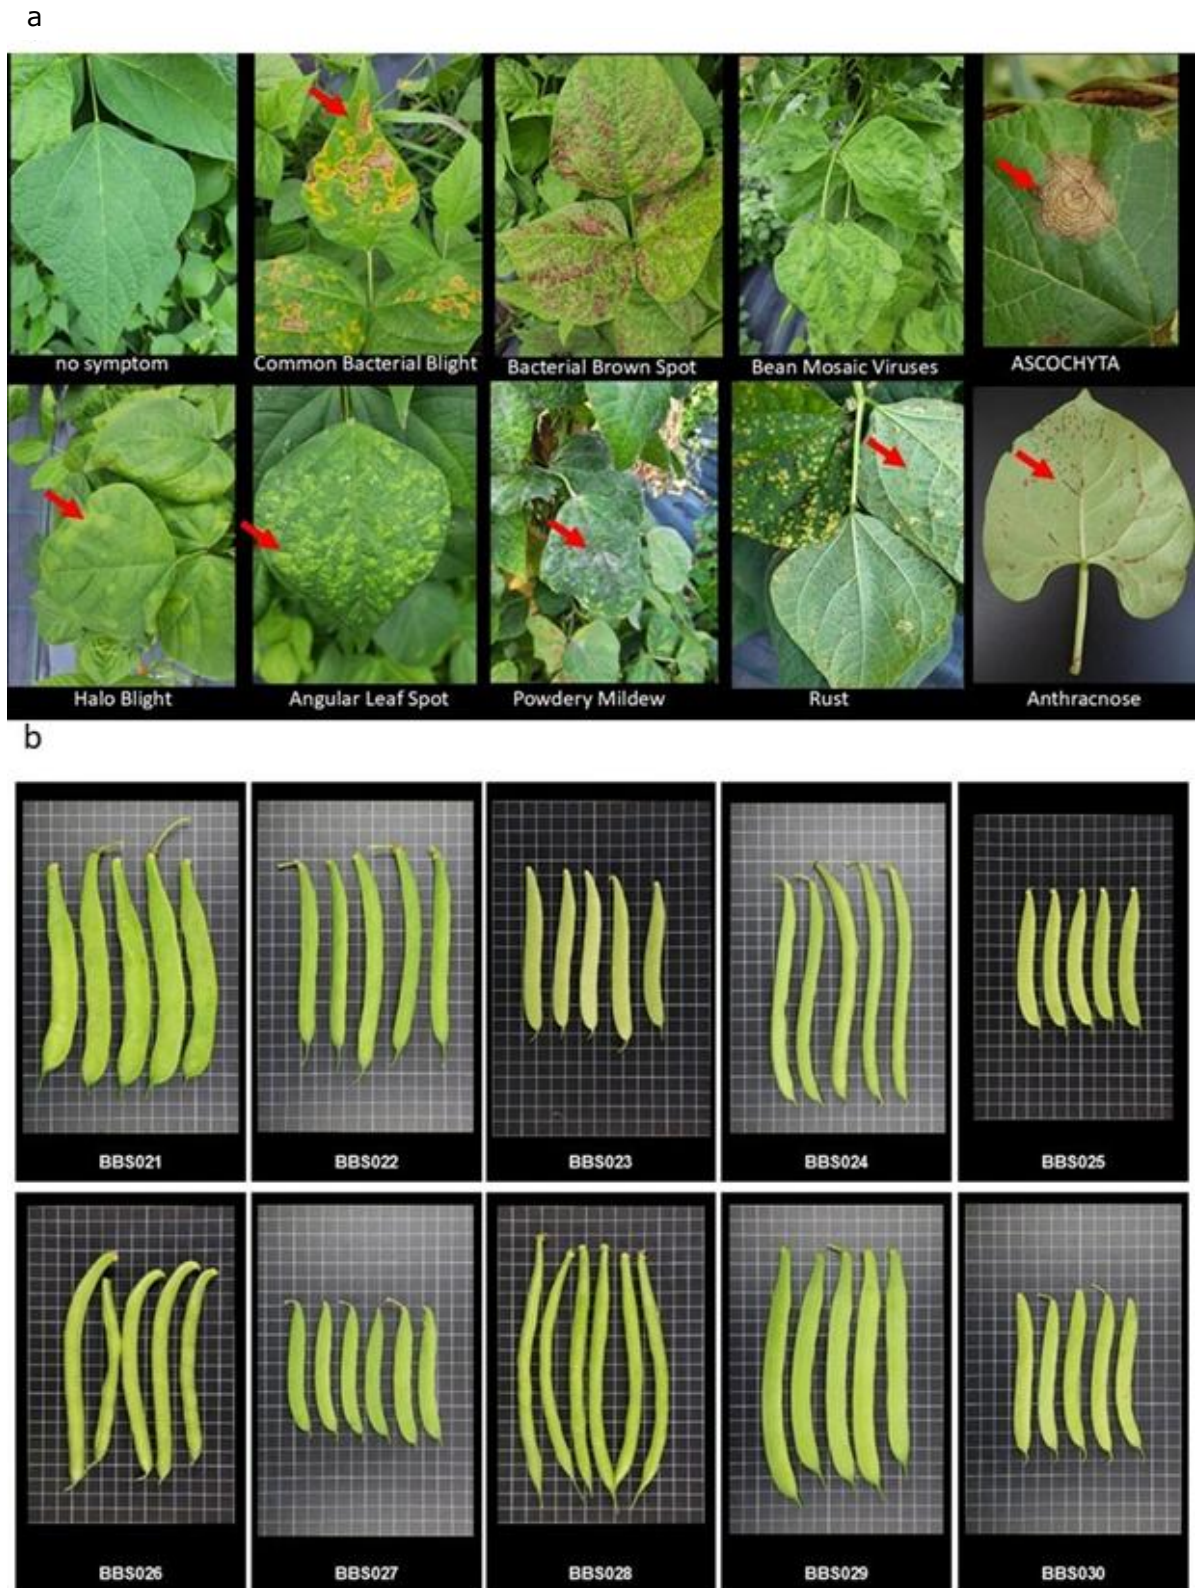 a
no symptom
Common Bacterial Blight
Bacterial Brown Spot
Bean Mosaic Viruses
ASCOCHYTA
Halo Blight
Angular Leaf Spot
Powdery Mildew
Rust
Anthracnose
b
BBS021
BBS022
BBS023
BBS024
BBS025
BBS026
BBS027
BBS028
BBS029
BBS030